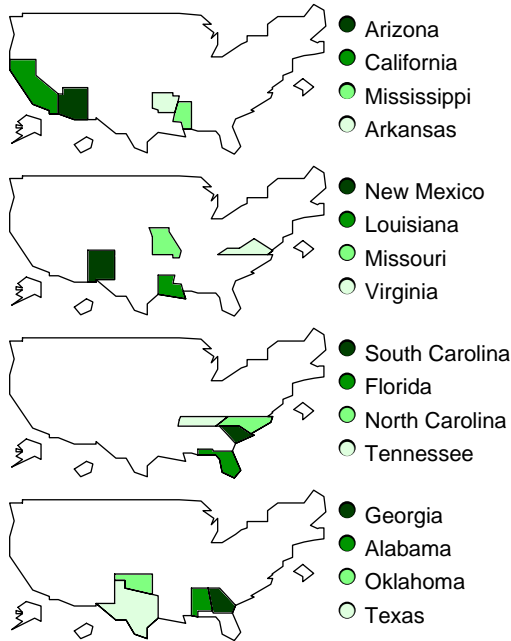 Arizona
California
Mississippi
Arkansas
New Mexico
Louisiana
Missouri
Virginia
South Carolina
Florida
North Carolina
Tennessee
Georgia
Alabama
Oklahoma
Texas